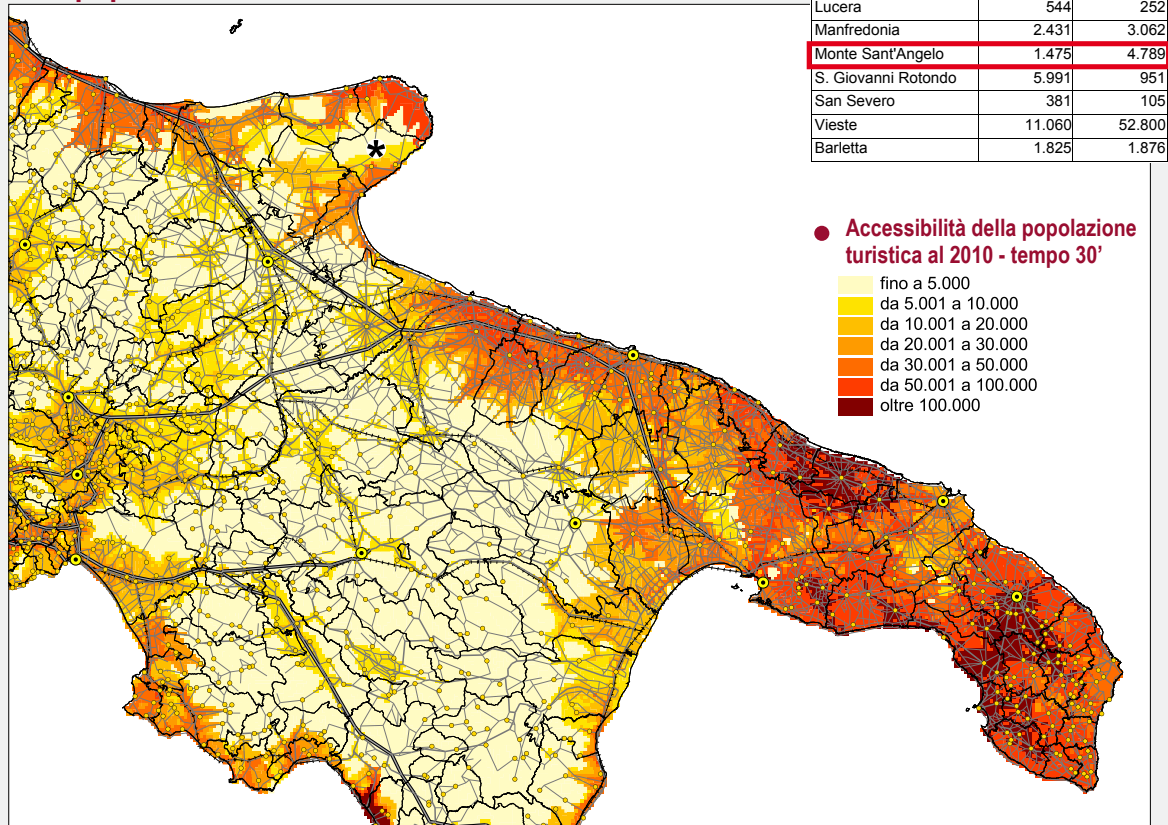 Lucera 544 252
Manfredonia 2.431 3.062
Monte Sant'Angelo 1.475 4.789
S. Giovanni Rotondo 5.991 951
San Severo 381 105
Vieste 11.060 52.800
Barletta 1.825 1.876
*
Accessibilità della popolazione
turistica al 2010 - tempo 30’
fino a 5.000
da 5.001 a 10.000
da 10.001 a 20.000
da 20.001 a 30.000
da 30.001 a 50.000
da 50.001 a 100.000
oltre 100.000